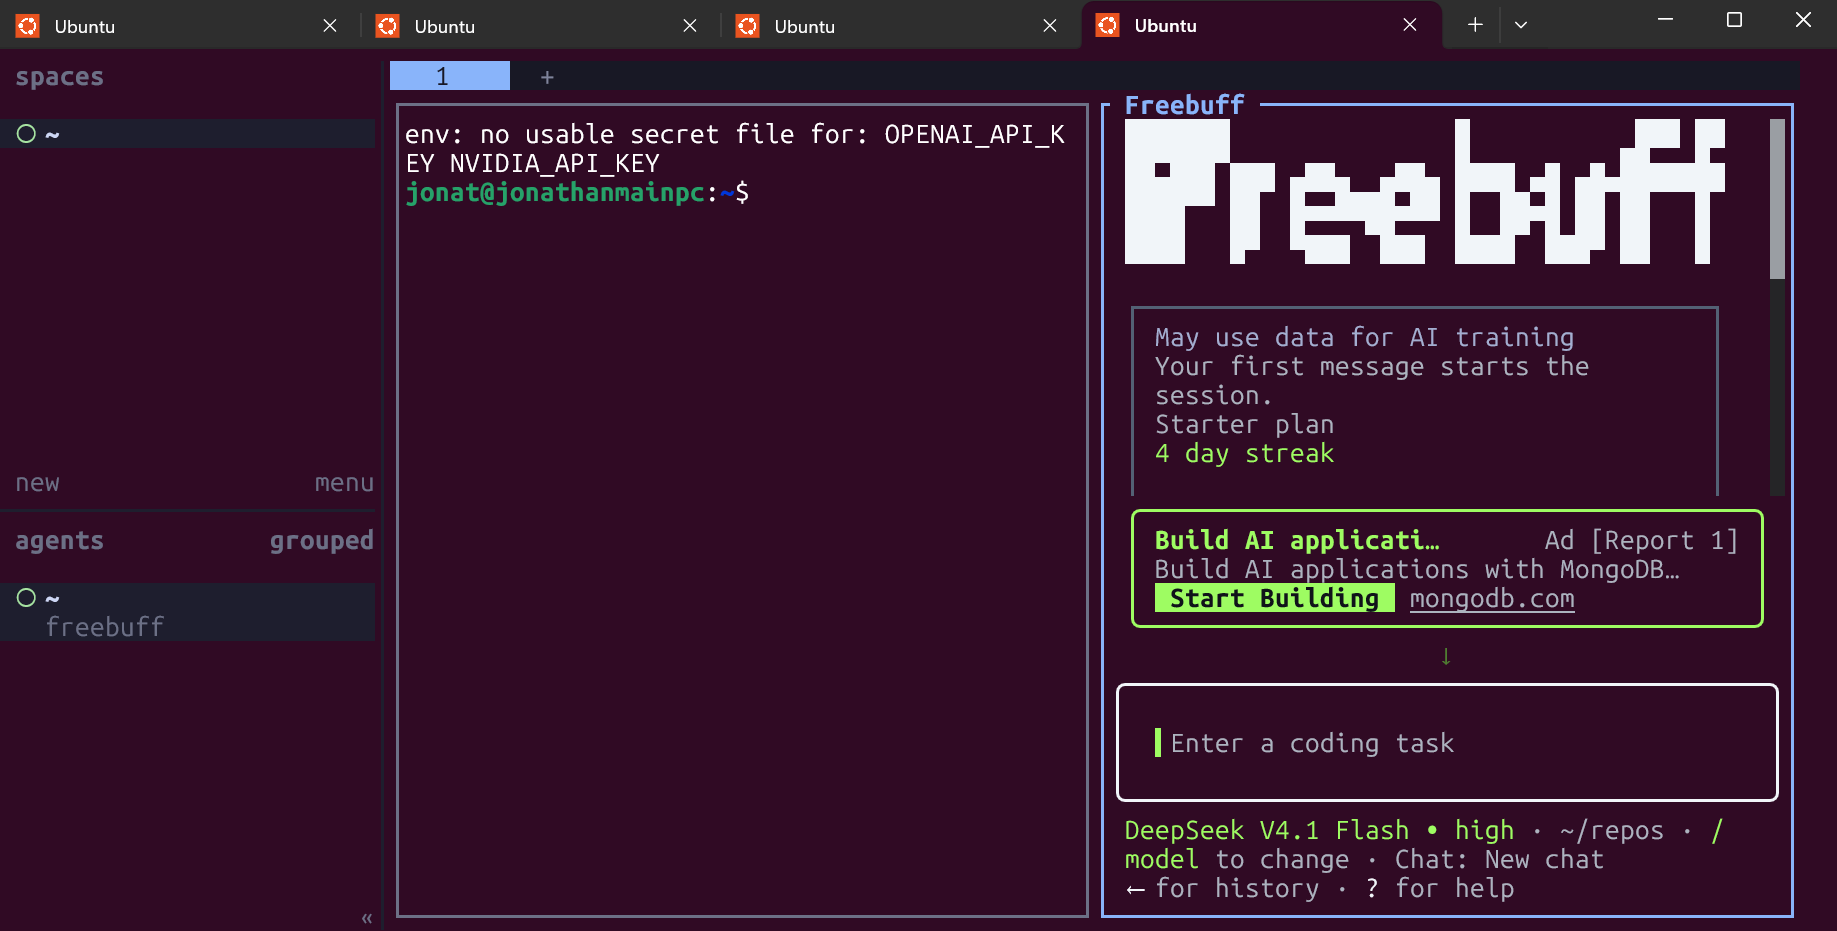 Ubuntu
Ubuntu
Ubuntu
Ubuntu
spaces
~
new menu
agents grouped
~
freebuff
«
1 +
env: no usable secret file for: OPENAI_API_K
EY NVIDIA_API_KEY
jonat@jonathanmainpc:~$
Freebuff
Freebuff
May use data for AI training
Your first message starts the
session.
Starter plan
4 day streak
Build AI applicati… Ad [Report 1]
Build AI applications with MongoDB…
Start Building mongodb.com
↓
Enter a coding task
DeepSeek V4.1 Flash • high · ~/repos · /
model to change · Chat: New chat
← for history · ? for help